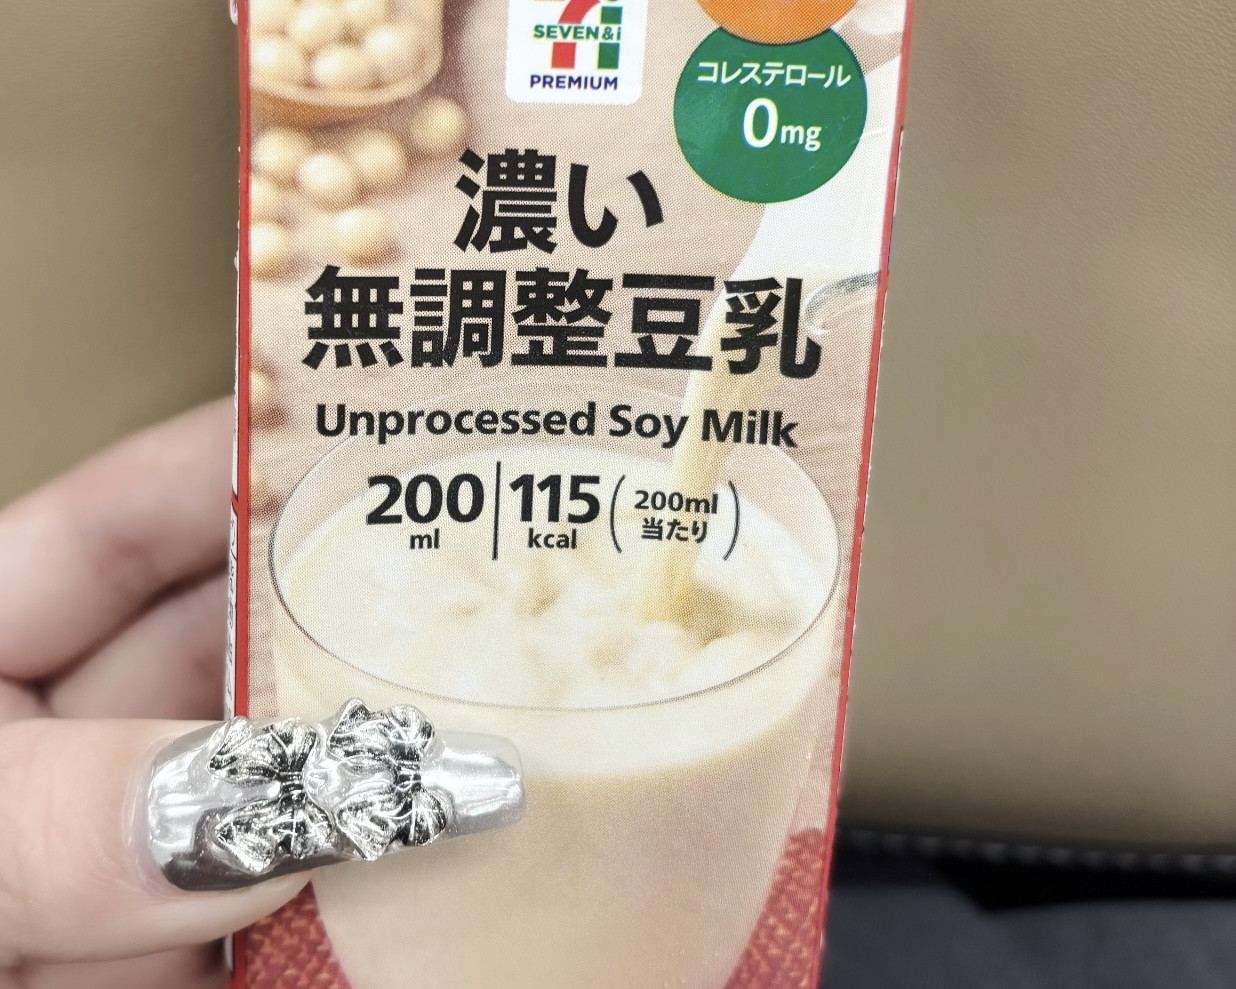 SEVEN&i
PREMIUM
コレステロール
0mg
濃い
無調整豆乳
Unprocessed Soy Milk
200 ml
115 kcal
(200ml当たり)